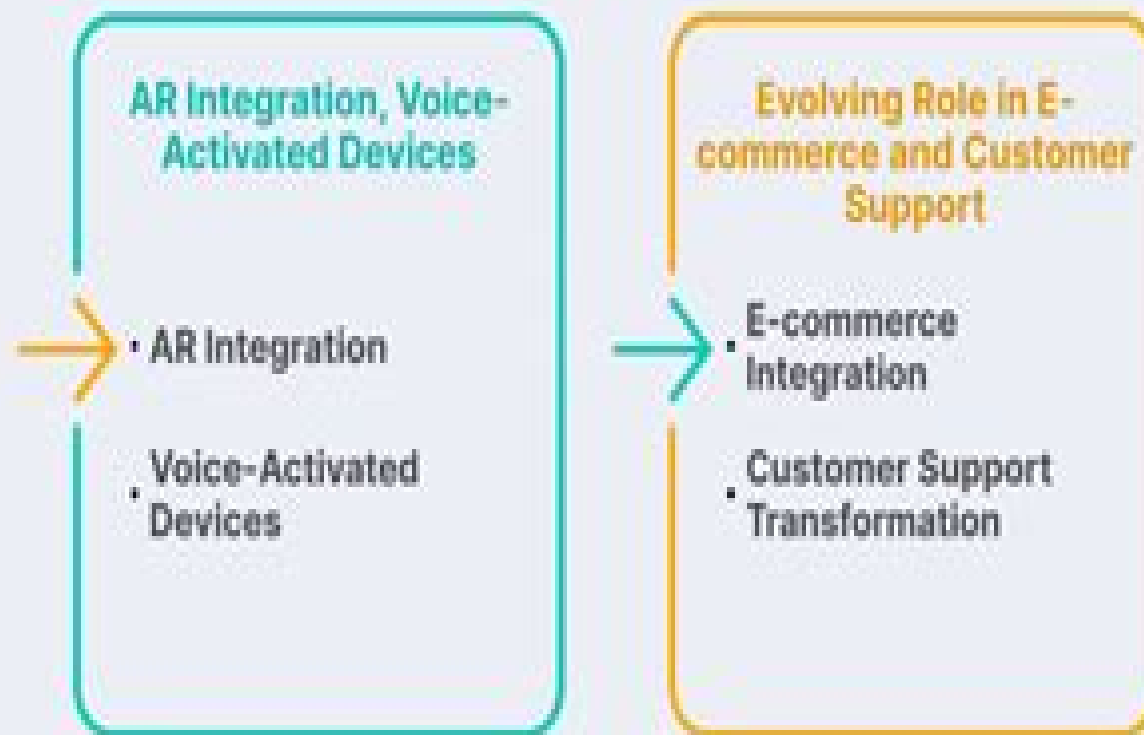 AR Integration, Voice-
Activated Devices
· AR Integration
· Voice-Activated
Devices
Evolving Role in E-
commerce and Customer
Support
· E-commerce
Integration
· Customer Support
Transformation